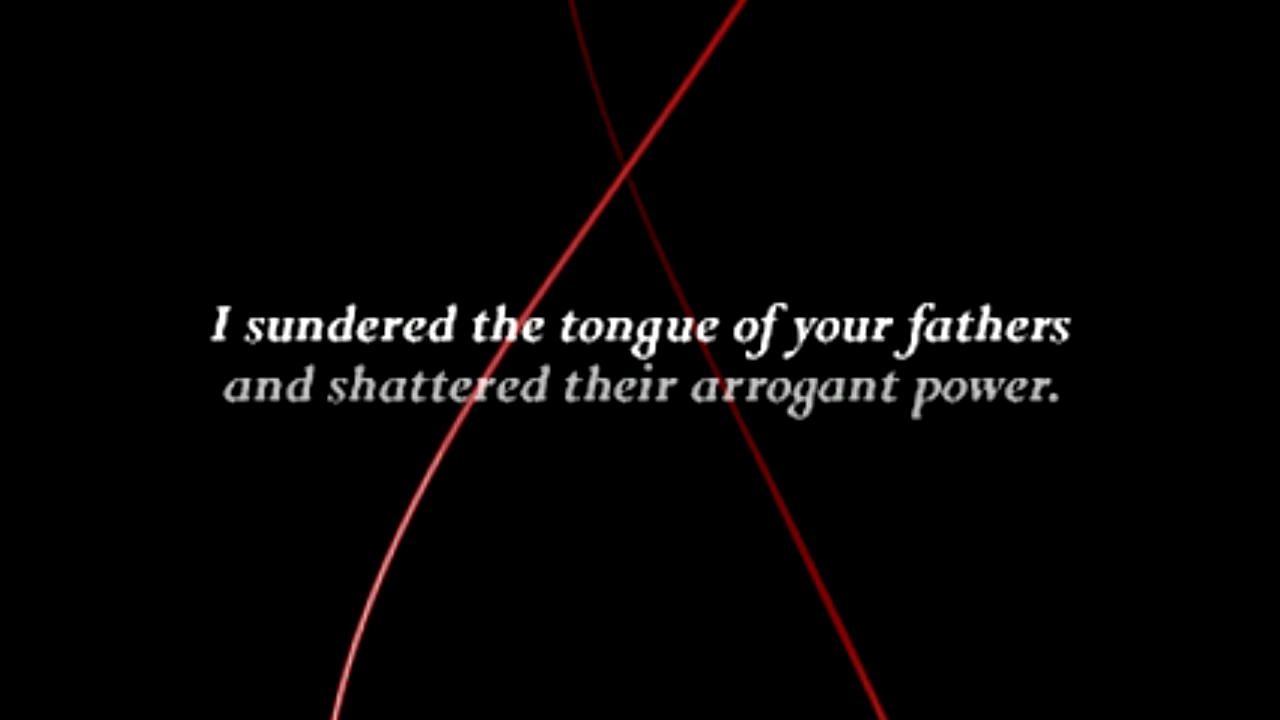 I sundered the tongue of your fathers
and shattered their arrogant power.